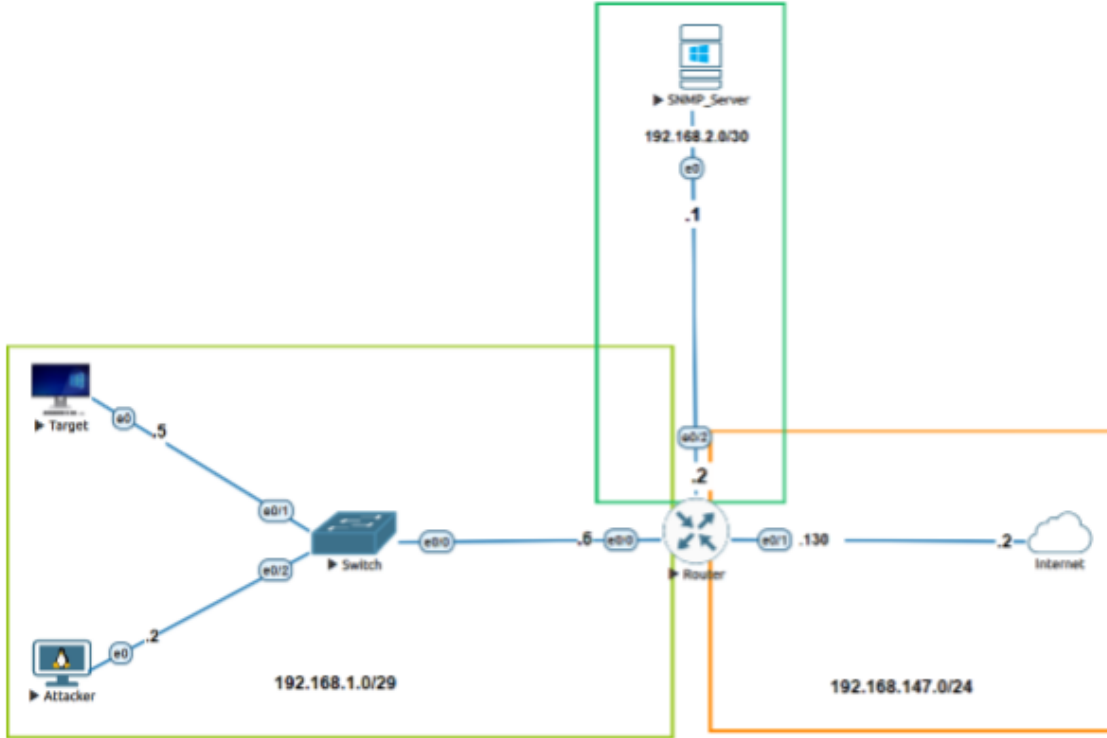 SNMP_Server
192.168.2.0/30
e0
.1
e0/2
.2
Target
e0
.5
e0/1
Switch
e0/0
.6
e0/0
Router
e0/1
.130
.2
Internet
e0/2
.2
e0
Attacker
192.168.1.0/29
192.168.147.0/24